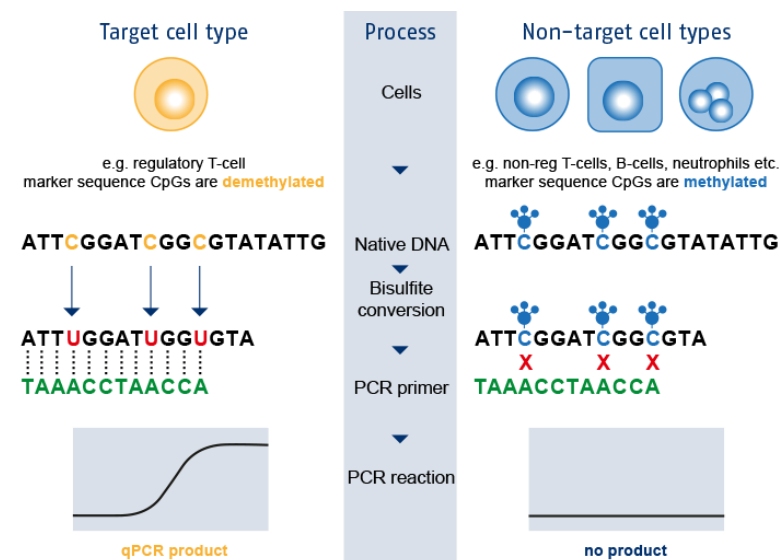 Target cell type
Process
Non-target cell types
Cells
e.g. regulatory T-cell
marker sequence CpGs are demethylated
e.g. non-reg T-cells, B-cells, neutrophils etc.
marker sequence CpGs are methylated
ATTCGGATCGGCGTATATTG
Native DNA
ATTCGGATCGGCGTATATTG
Bisulfite
conversion
ATTUGGATUGGUGTA
ATTCGGATCGGCGTA
X X X
TAAACCTAACCA
PCR primer
TAAACCTAACCA
PCR reaction
qPCR product
no product